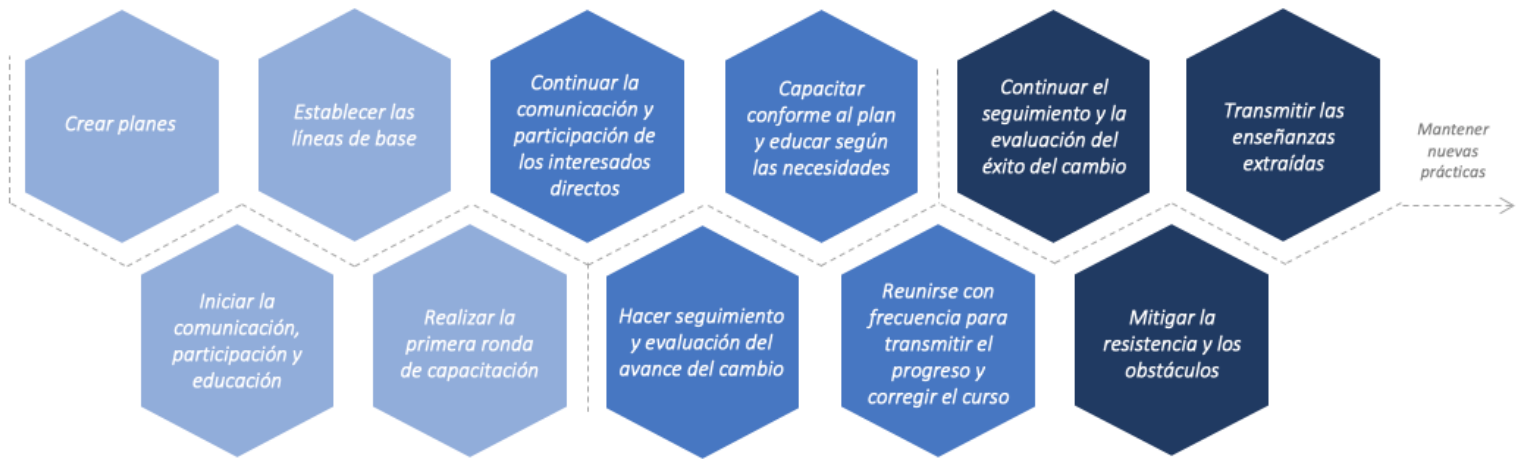 Crear planes
Iniciar la
comunicación,
participación y
educación
Establecer las
líneas de base
Realizar la
primera ronda
de capacitación
Continuar la
comunicación y
participación de
los interesados
directos
Hacer seguimiento
y evaluación del
avance del cambio
Capacitar
conforme al plan
y educar según
las necesidades
Reunirse con
frecuencia para
transmitir el
progreso y
corregir el curso
Continuar el
seguimiento y la
evaluación del
éxito del cambio
Mitigar la
resistencia y los
obstáculos
Transmitir las
enseñanzas
extraídas
Mantener
nuevas
prácticas